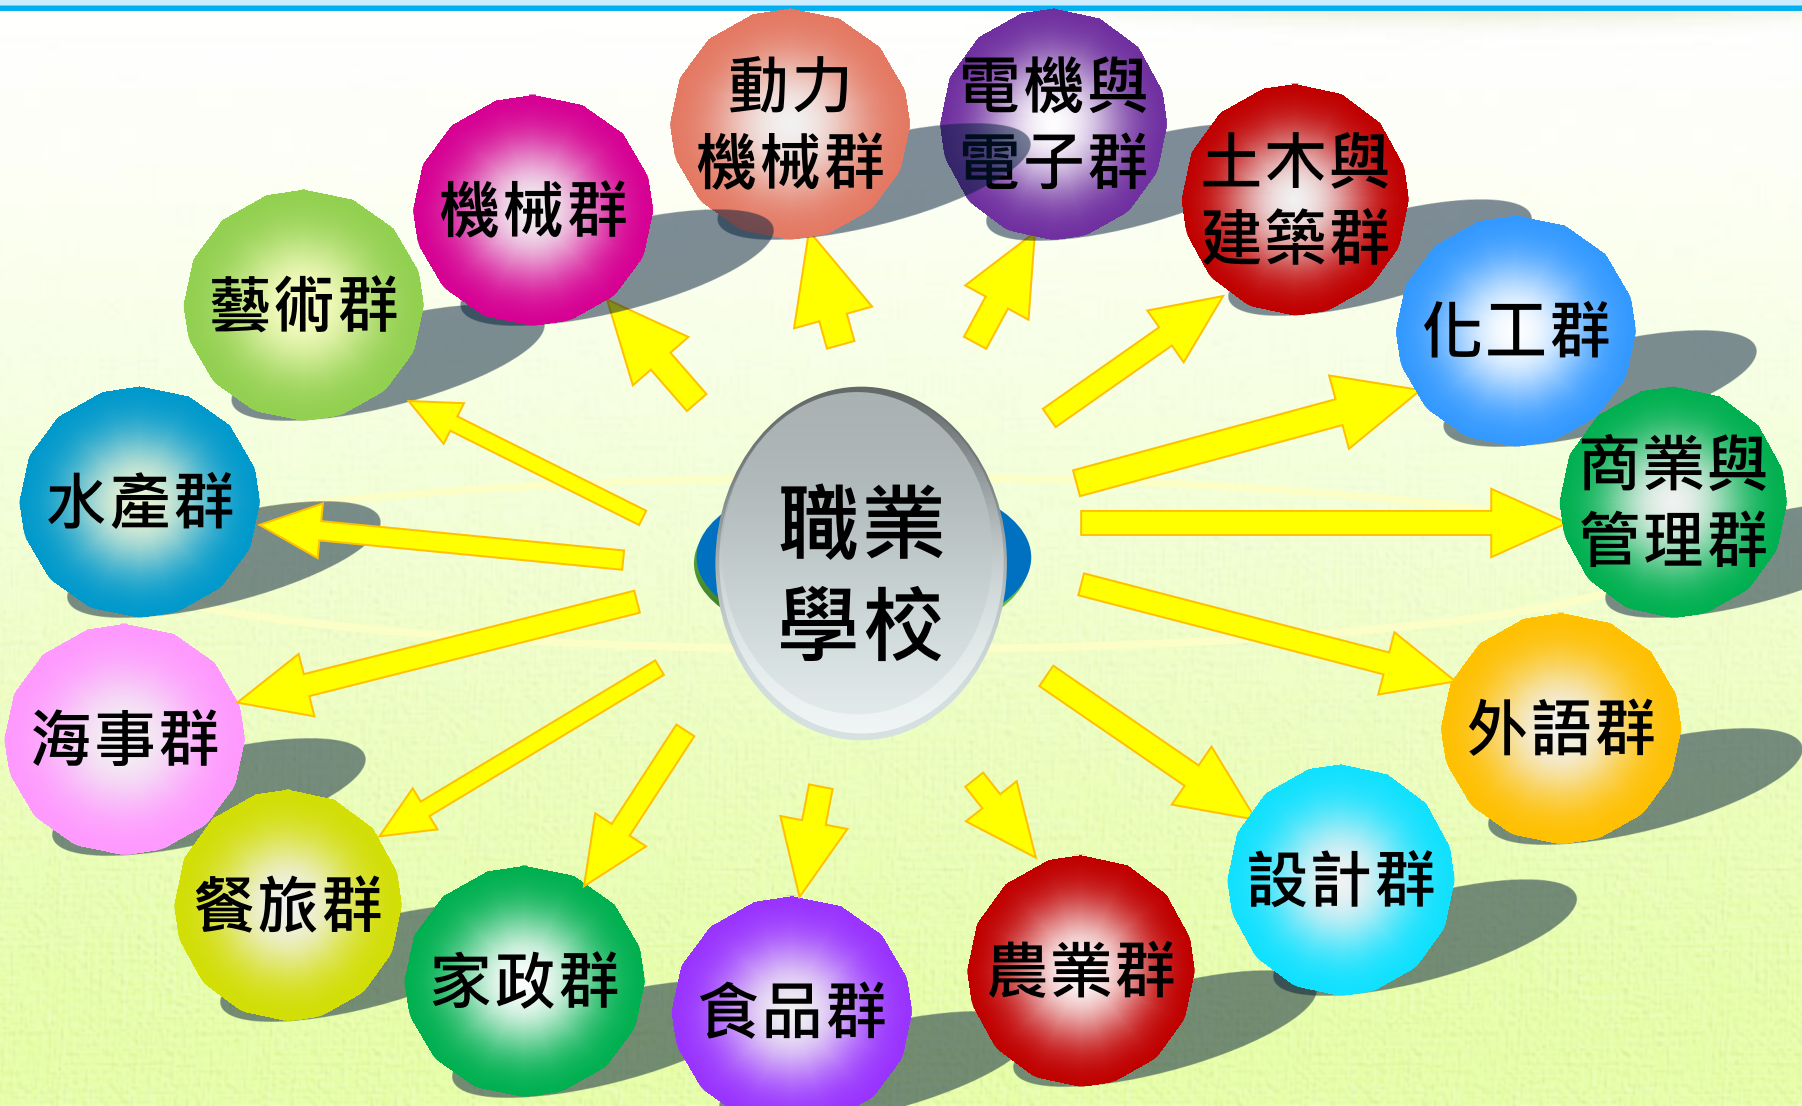 動力
機械群
電機與
電子群
土木與
建築群
機械群
藝術群
化工群
商業與
管理群
水產群
職業
學校
海事群
外語群
設計群
餐旅群
家政群
食品群
農業群